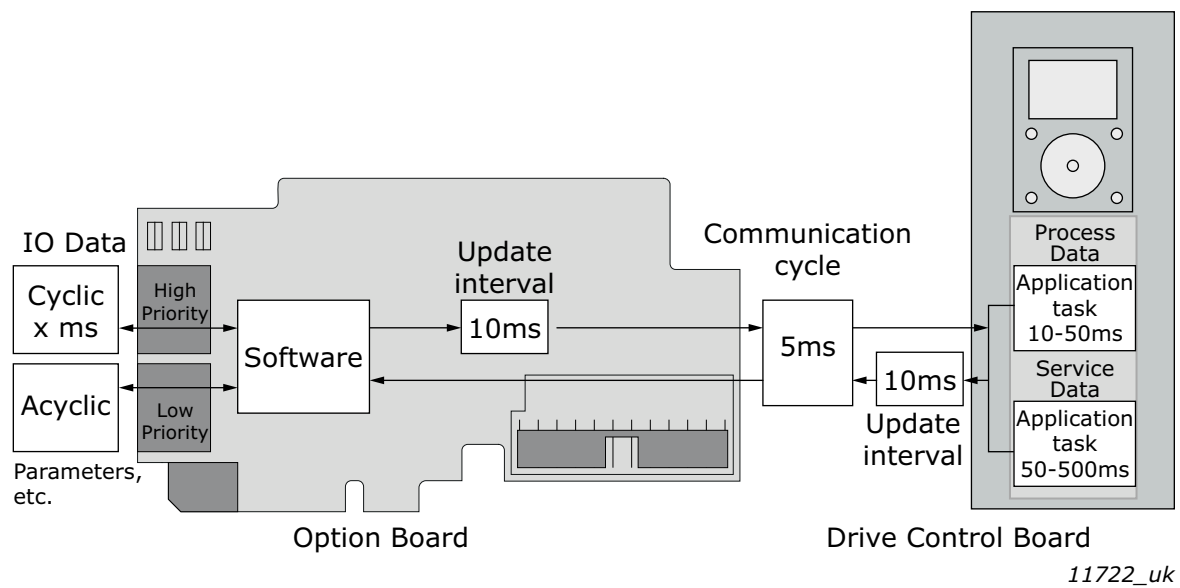 IO Data
Cyclic
x ms
High
Priority
Software
Update
interval
10ms
Communication
cycle
5ms
Process
Data
Application
task
10-50ms
Acyclic
Low
Priority
Parameters,
etc.
10ms
Update
interval
Service
Data
Application
task
50-500ms
Option Board
Drive Control Board
11722_uk